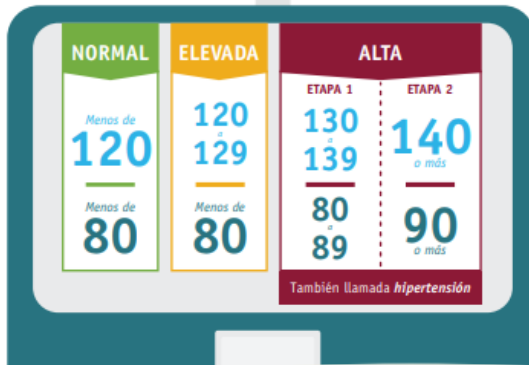 NORMAL
Menos de
120
Menos de
80
ELEVADA
120
a
129
Menos de
80
ALTA
ETAPA 1
130
a
139
80
a
89
ETAPA 2
140
o más
90
o más
También llamada hipertensión